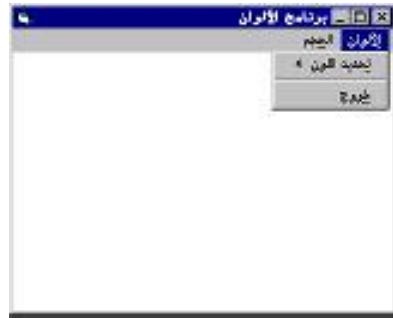 برنامج الألوان
الألوان الحجم
تحديد اللون
خروج